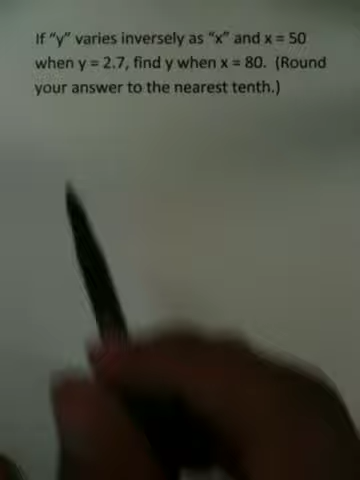 If “y” varies inversely as “x” and x = 50
when y = 2.7, find y when x = 80.  (Round
your answer to the nearest tenth.)